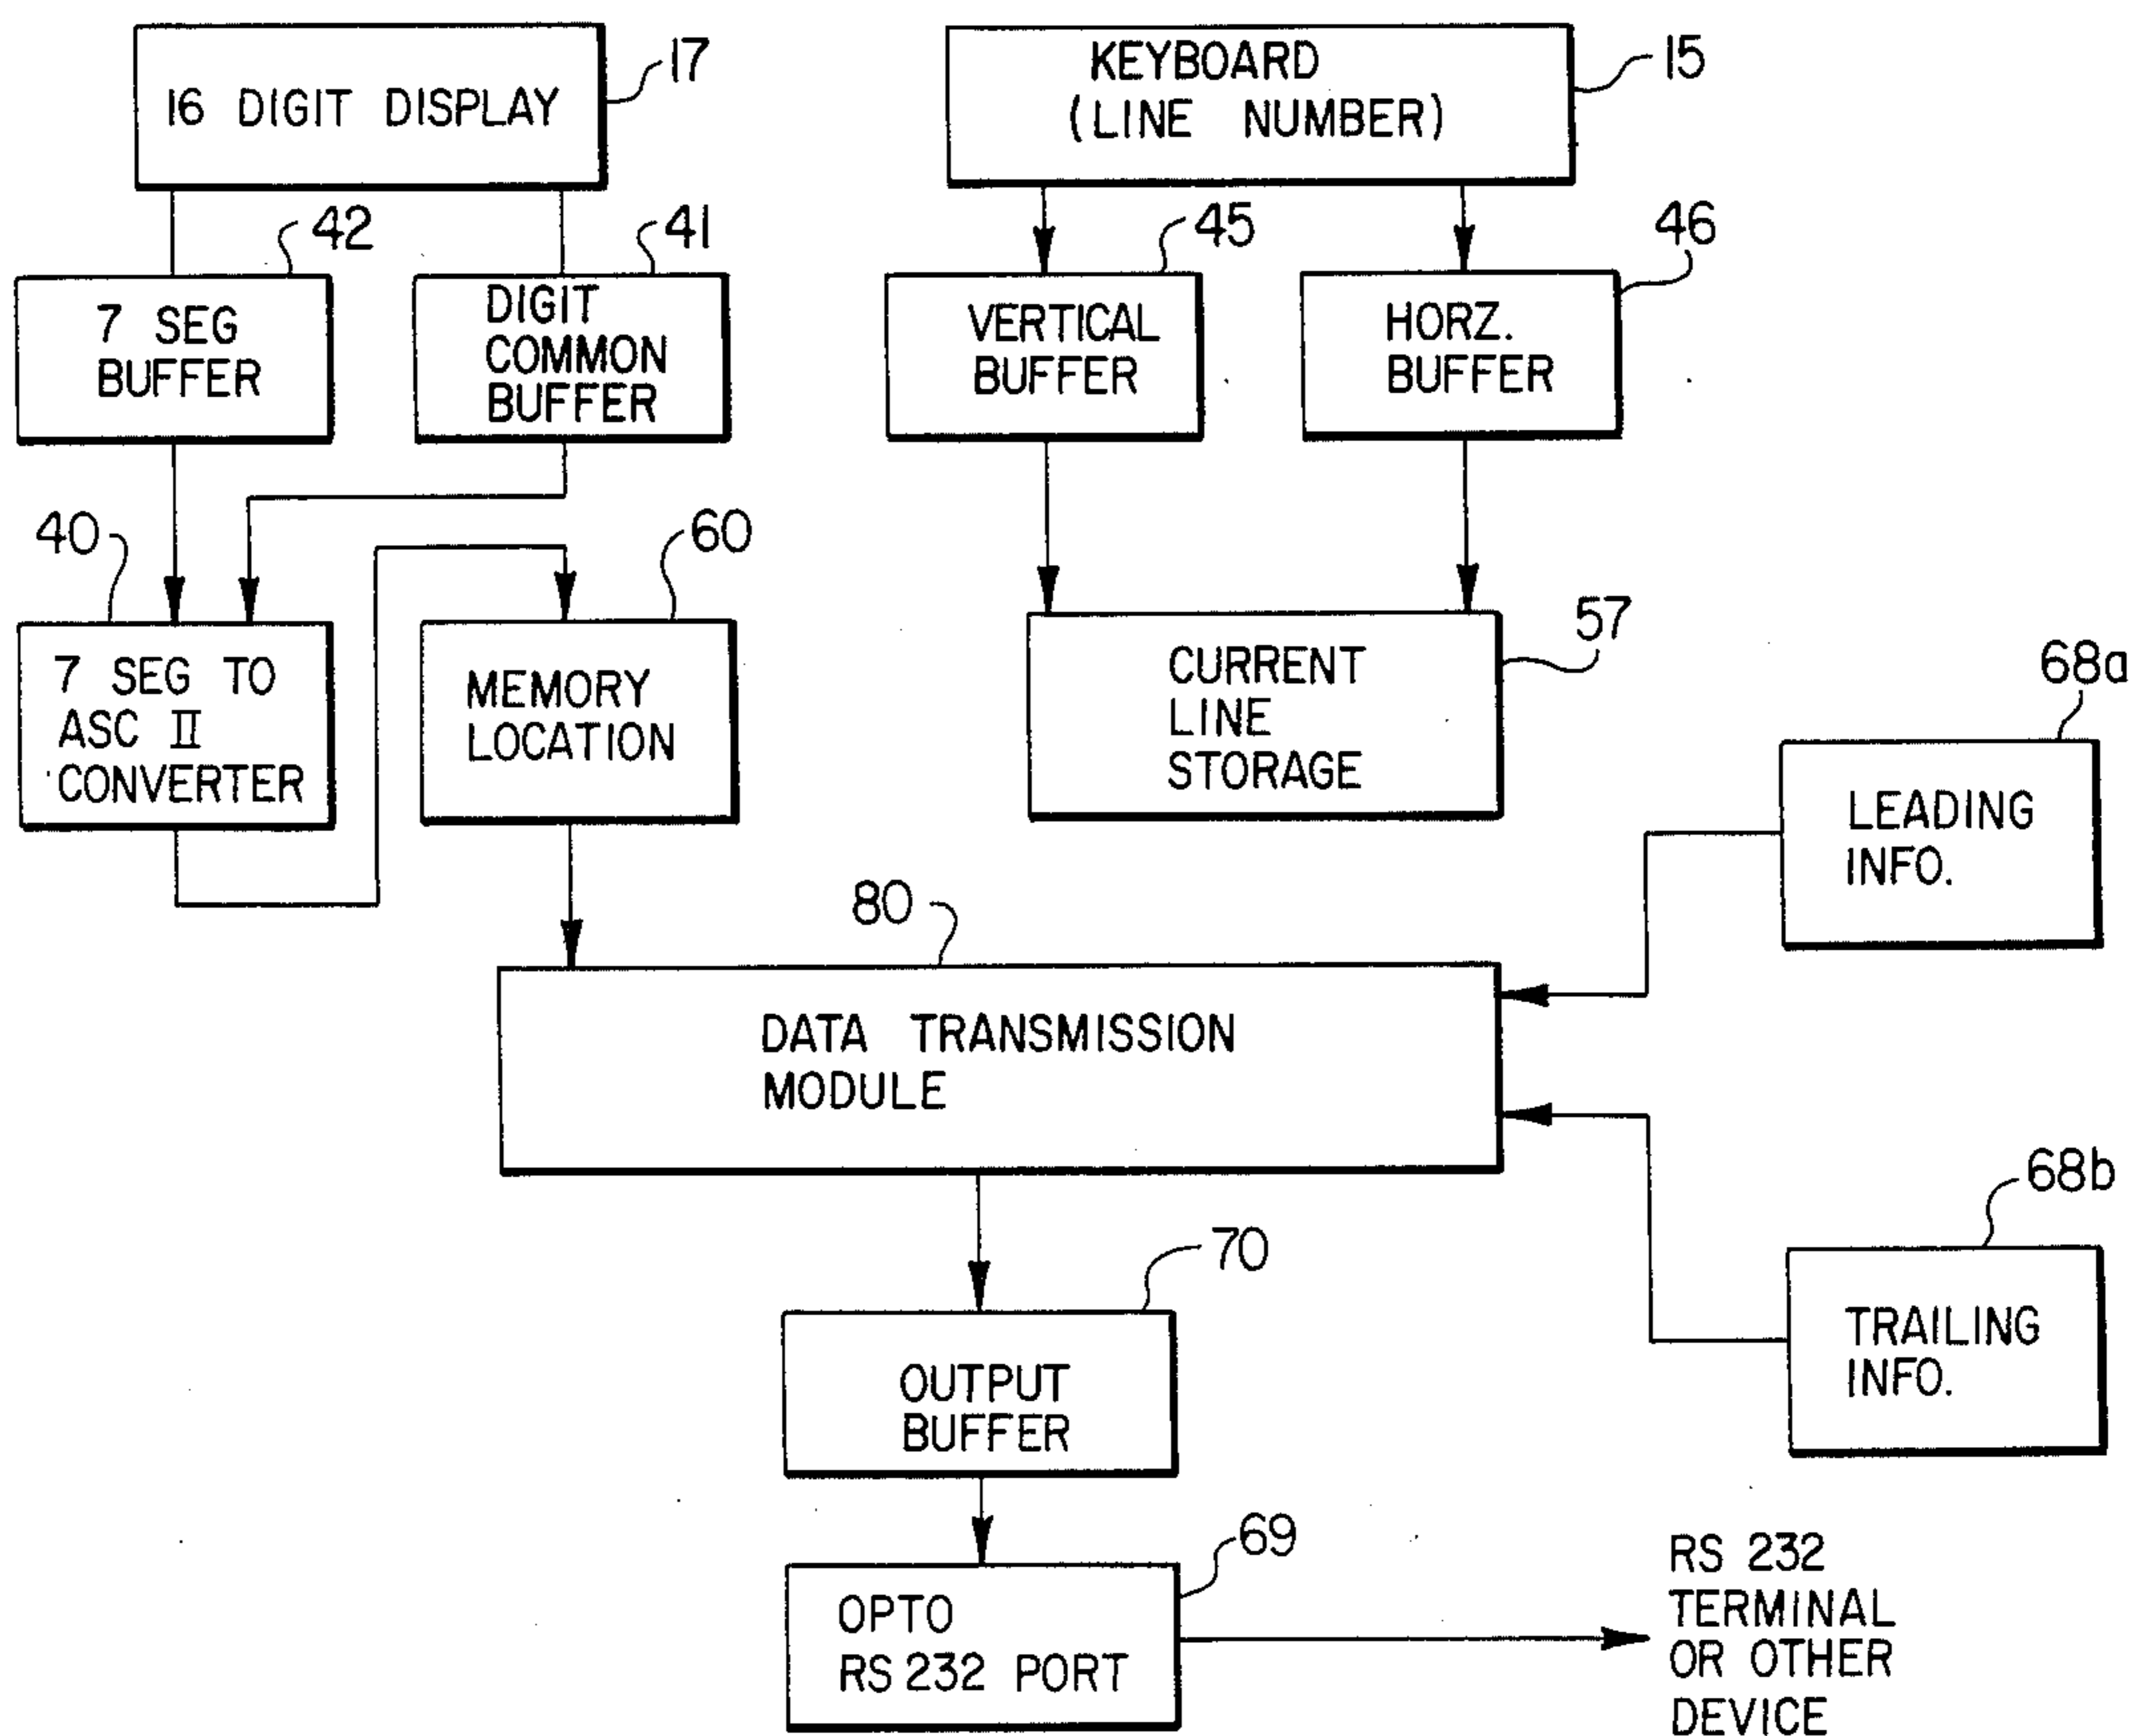 16 DIGIT DISPLAY
17
KEYBOARD
(LINE NUMBER)
15
42
41
45
46
7 SEG
BUFFER
DIGIT
COMMON
BUFFER
VERTICAL
BUFFER
HORZ.
BUFFER
40
60
57
7 SEG TO
ASC II
CONVERTER
MEMORY
LOCATION
CURRENT
LINE
STORAGE
68a
LEADING
INFO.
80
DATA TRANSMISSION
MODULE
68b
TRAILING
INFO.
70
OUTPUT
BUFFER
69
OPTO
RS 232 PORT
RS 232
TERMINAL
OR OTHER
DEVICE